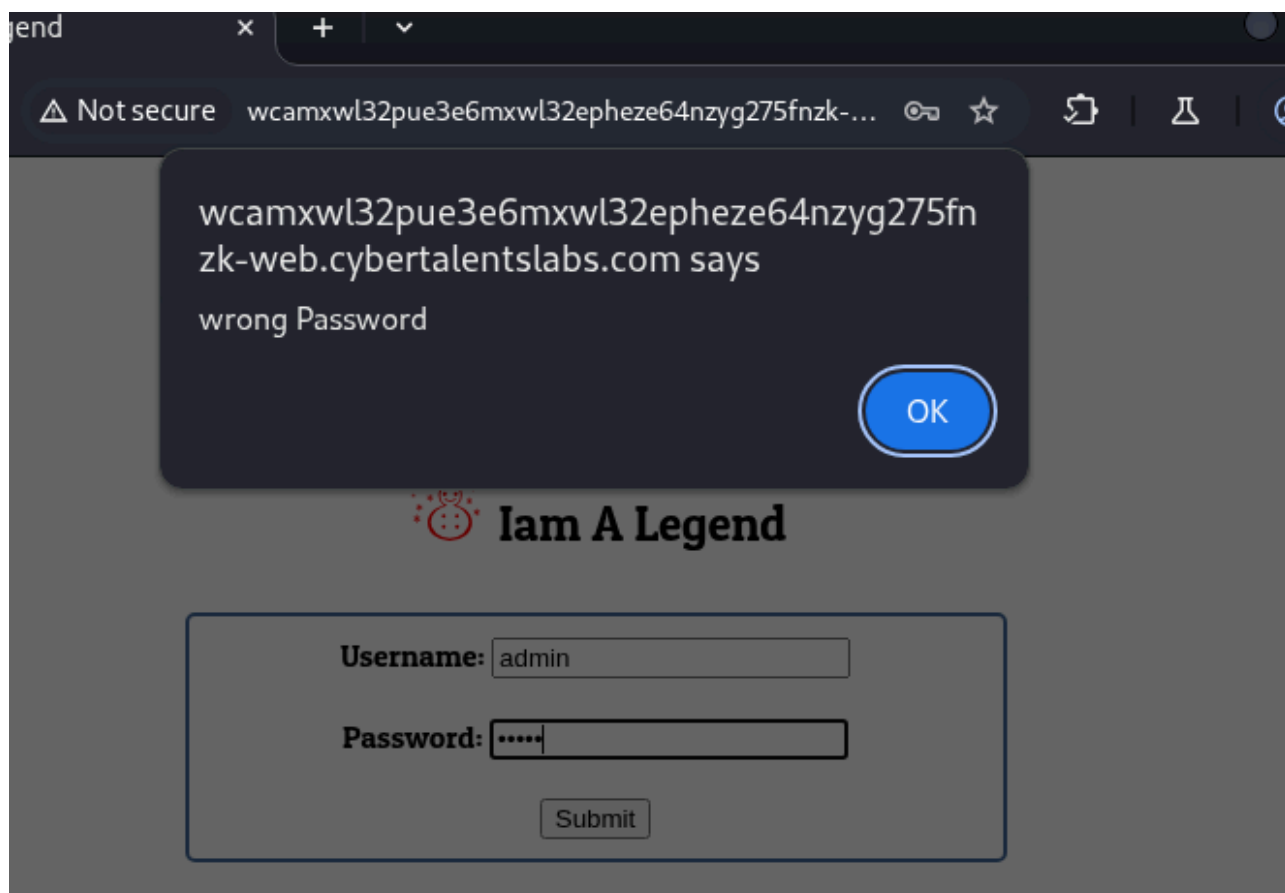 gend
Not secure wcamxwl32pue3e6mxwl32epheze64nzyg275fnzk-...
wcamxwl32pue3e6mxwl32epheze64nzyg275fn
zk-web.cybertalentslabs.com says
wrong Password
OK
Iam A Legend
Username: admin
Password:
Submit